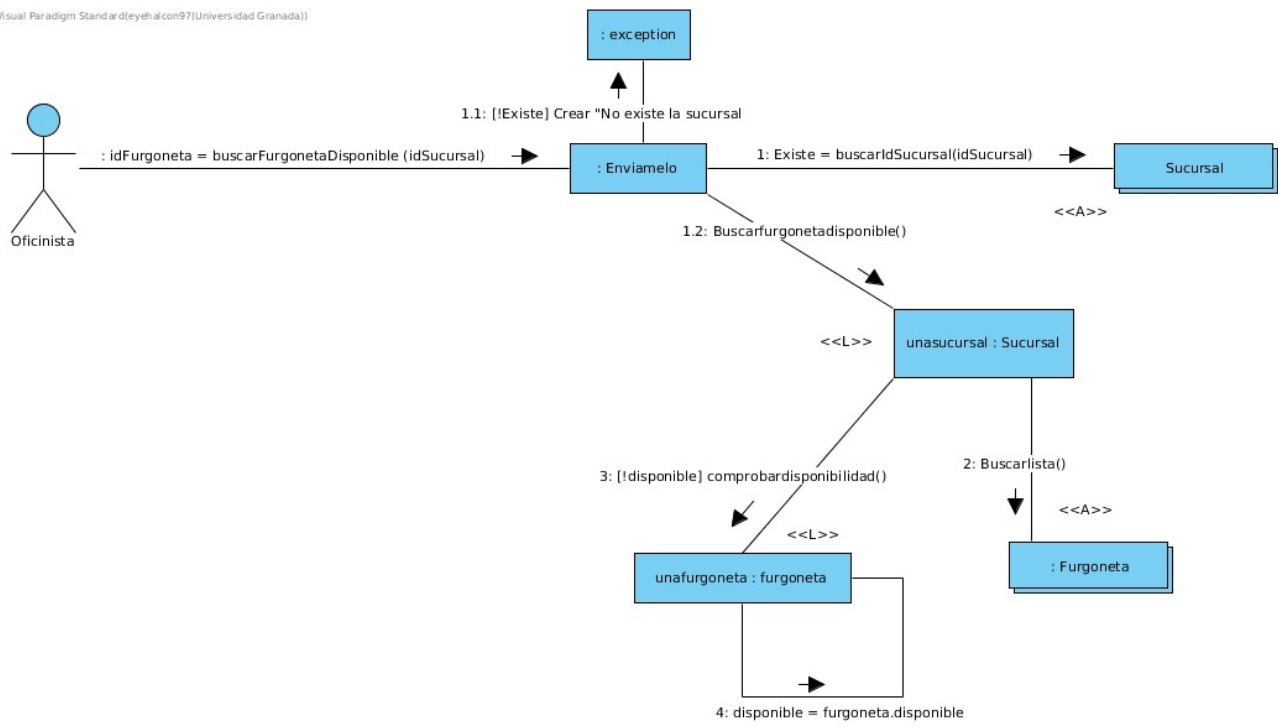 Visual Paradigm Standard(eyehalcon97(Universidad Granada))
: exception
1.1: [!Existe] Crear "No existe la sucursal
: idFurgoneta = buscarFurgonetaDisponible (idSucursal)
: Enviamelo
1: Existe = buscarIdSucursal(idSucursal)
Sucursal
<<A>>
Oficinista
1.2: Buscarfurgonetadisponible()
<<L>>
unasucursal : Sucursal
3: [!disponible] comprobardisponibilidad()
2: Buscarlista()
<<A>>
<<L>>
unafurgoneta : furgoneta
: Furgoneta
4: disponible = furgoneta.disponible